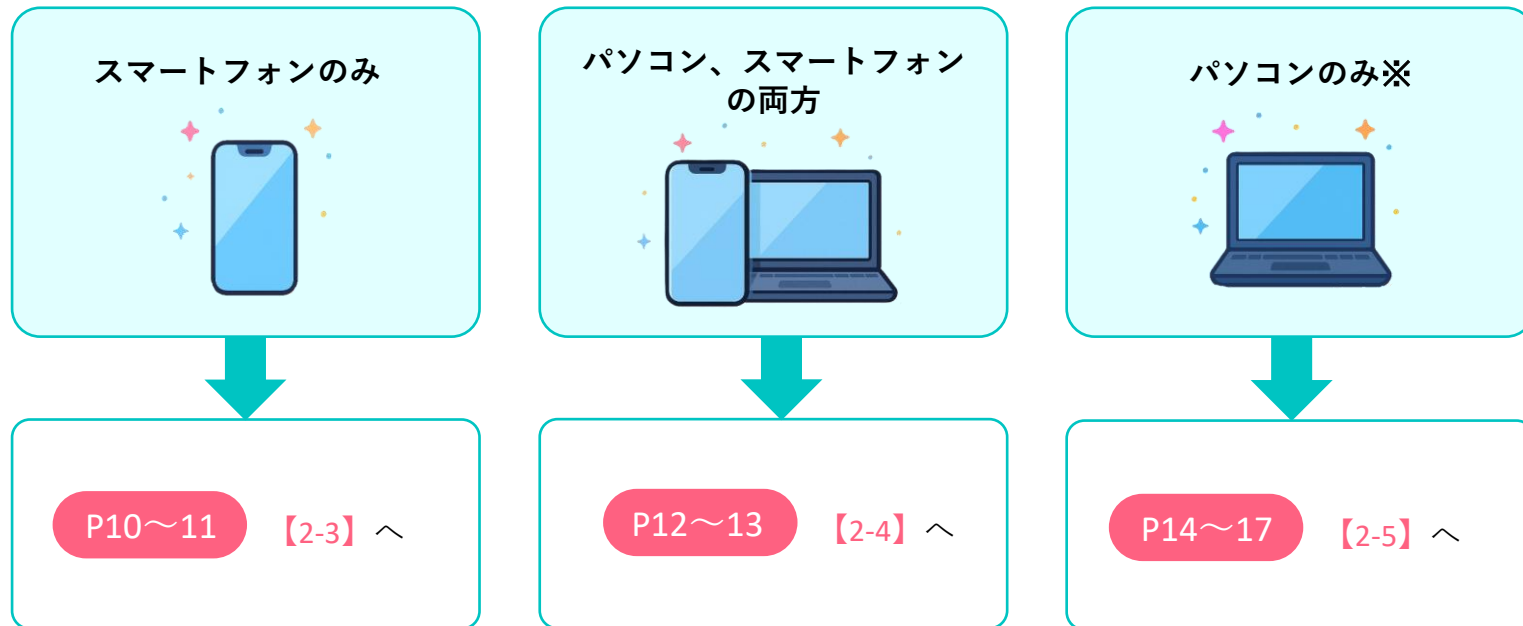 スマートフォンのみ
パソコン、スマートフォン
の両方
パソコンのみ※
P10～11 【2-3】へ
P12～13 【2-4】へ
P14～17 【2-5】へ